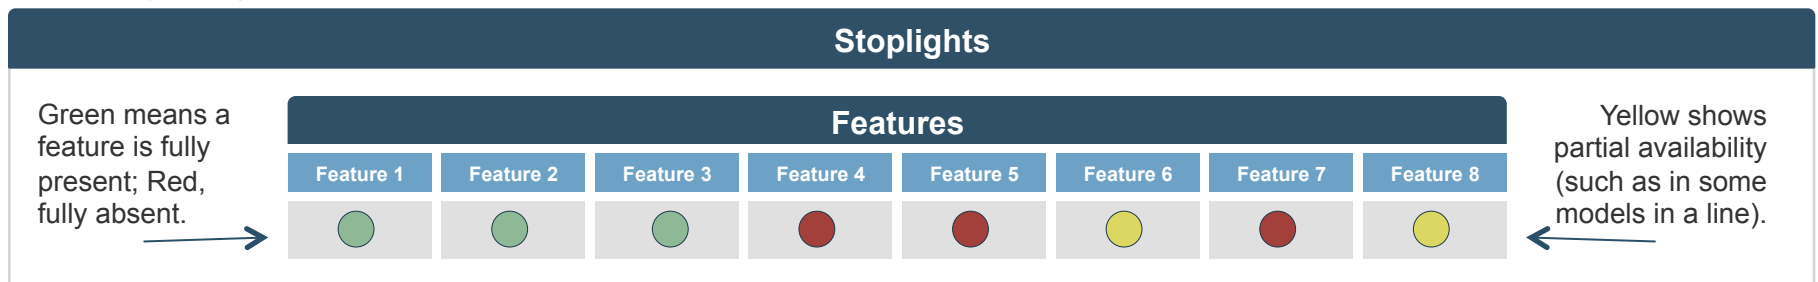 Stoplights
Green means a
feature is fully
present; Red,
fully absent.
Features
Feature 1 Feature 2 Feature 3 Feature 4 Feature 5 Feature 6 Feature 7 Feature 8
Yellow shows
partial availability
(such as in some
models in a line).